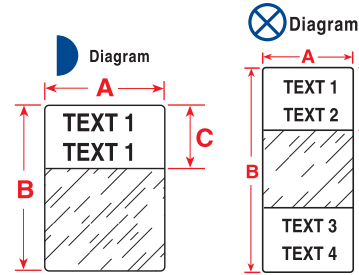 Diagram
A
TEXT 1
TEXT 1
B
C
Diagram
A
TEXT 1
TEXT 2
B
TEXT 3
TEXT 4